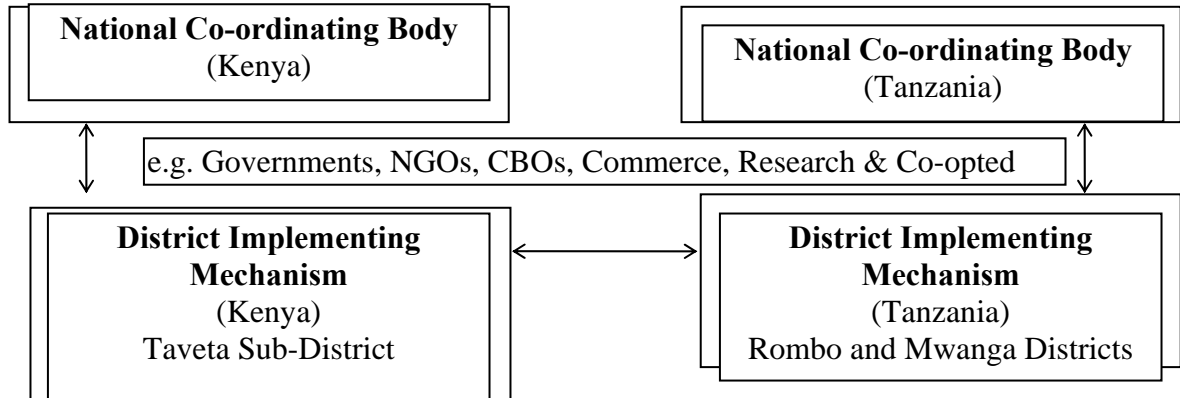 National Co-ordinating Body
(Kenya)
National Co-ordinating Body
(Tanzania)
e.g. Governments, NGOs, CBOs, Commerce, Research & Co-opted
District Implementing
Mechanism
(Kenya)
Taveta Sub-District
District Implementing
Mechanism
(Tanzania)
Rombo and Mwanga Districts